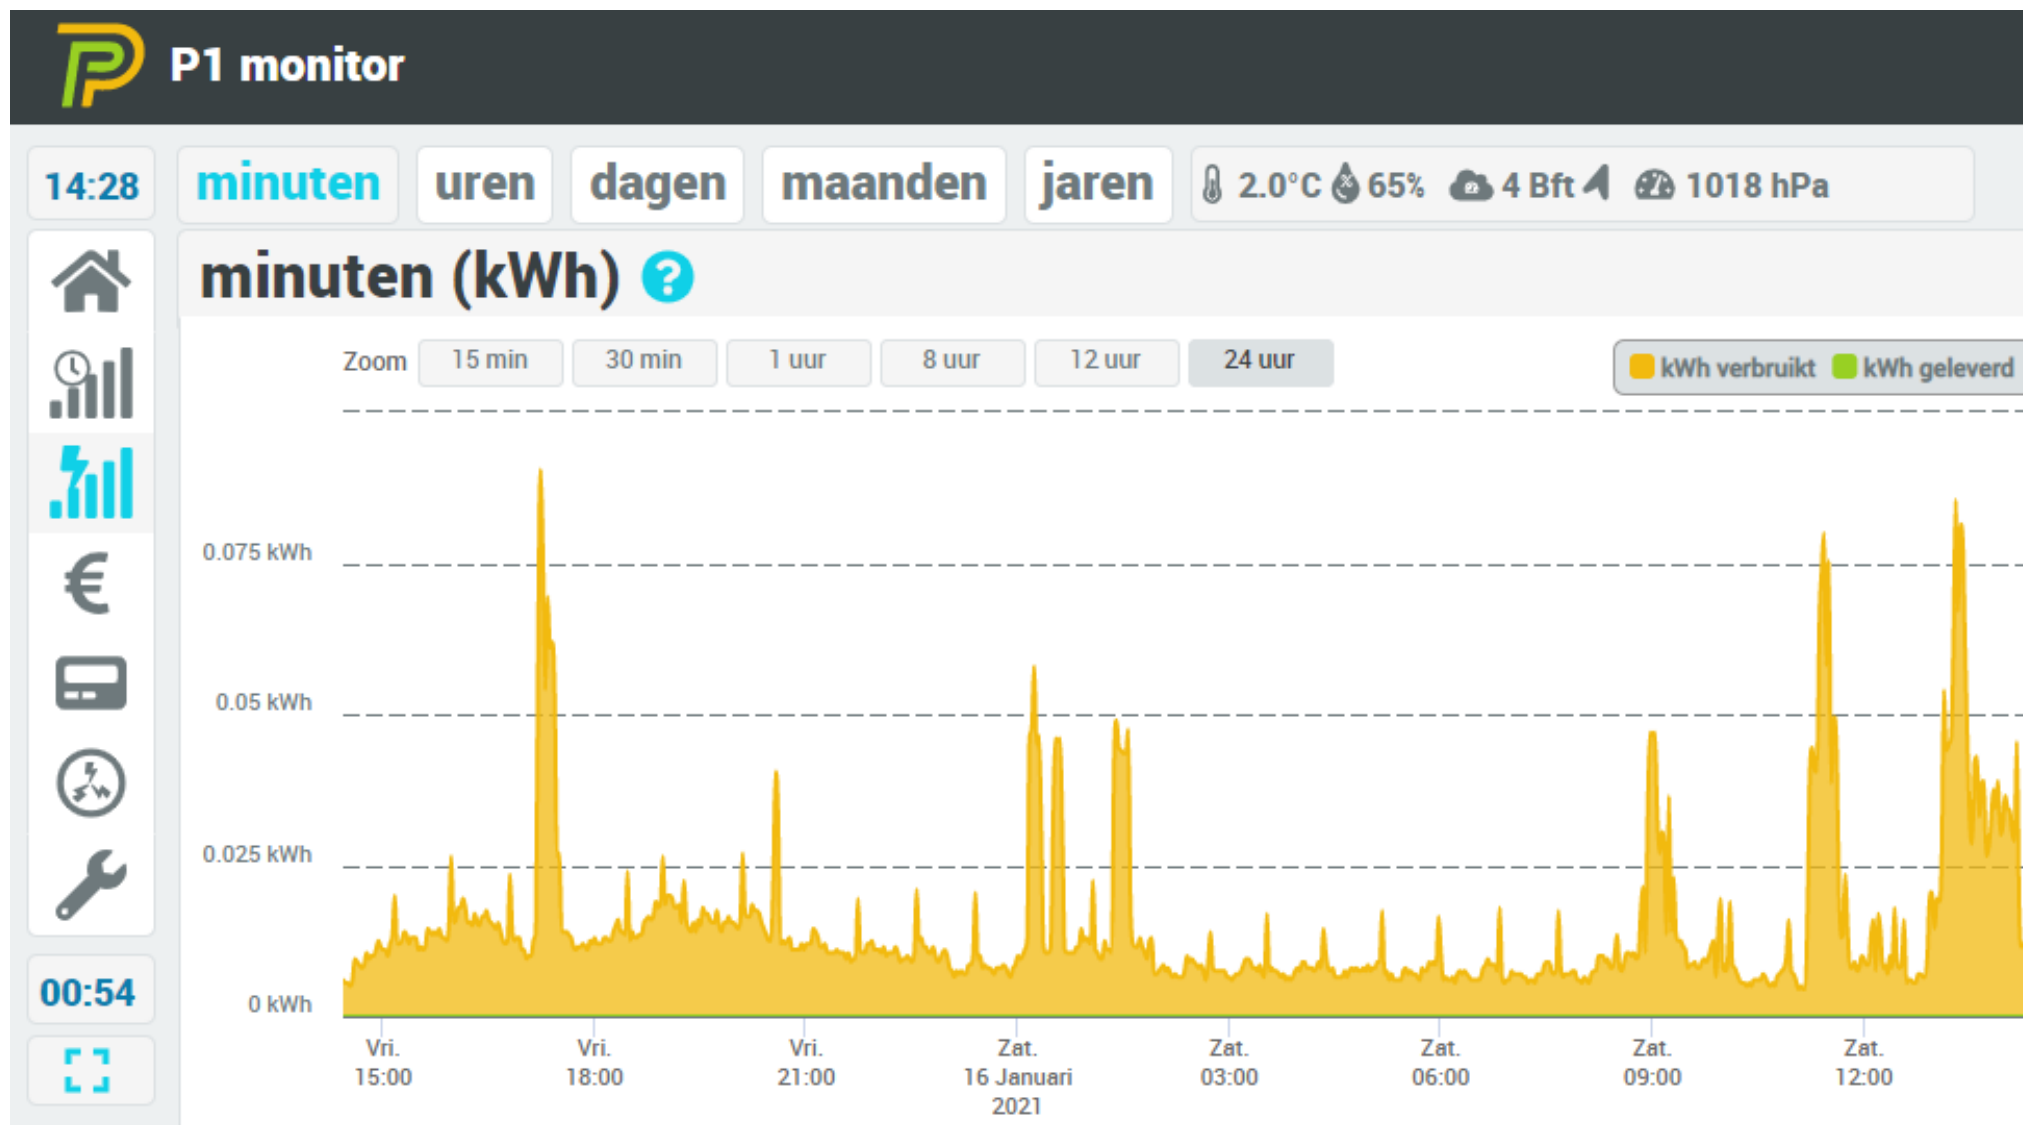 P1 monitor
14:28 minuten uren dagen maanden jaren 2.0°C 65% 4 Bft 1018 hPa
minuten (kWh) ?
Zoom 15 min 30 min 1 uur 8 uur 12 uur 24 uur kWh verbruikt kWh geleverd
0.075 kWh
0.05 kWh
0.025 kWh
0 kWh
00:54
Vri. Vri. Vri. Zat. Zat. Zat. Zat. Zat.
15:00 18:00 21:00 16 Januari 03:00 06:00 09:00 12:00
2021